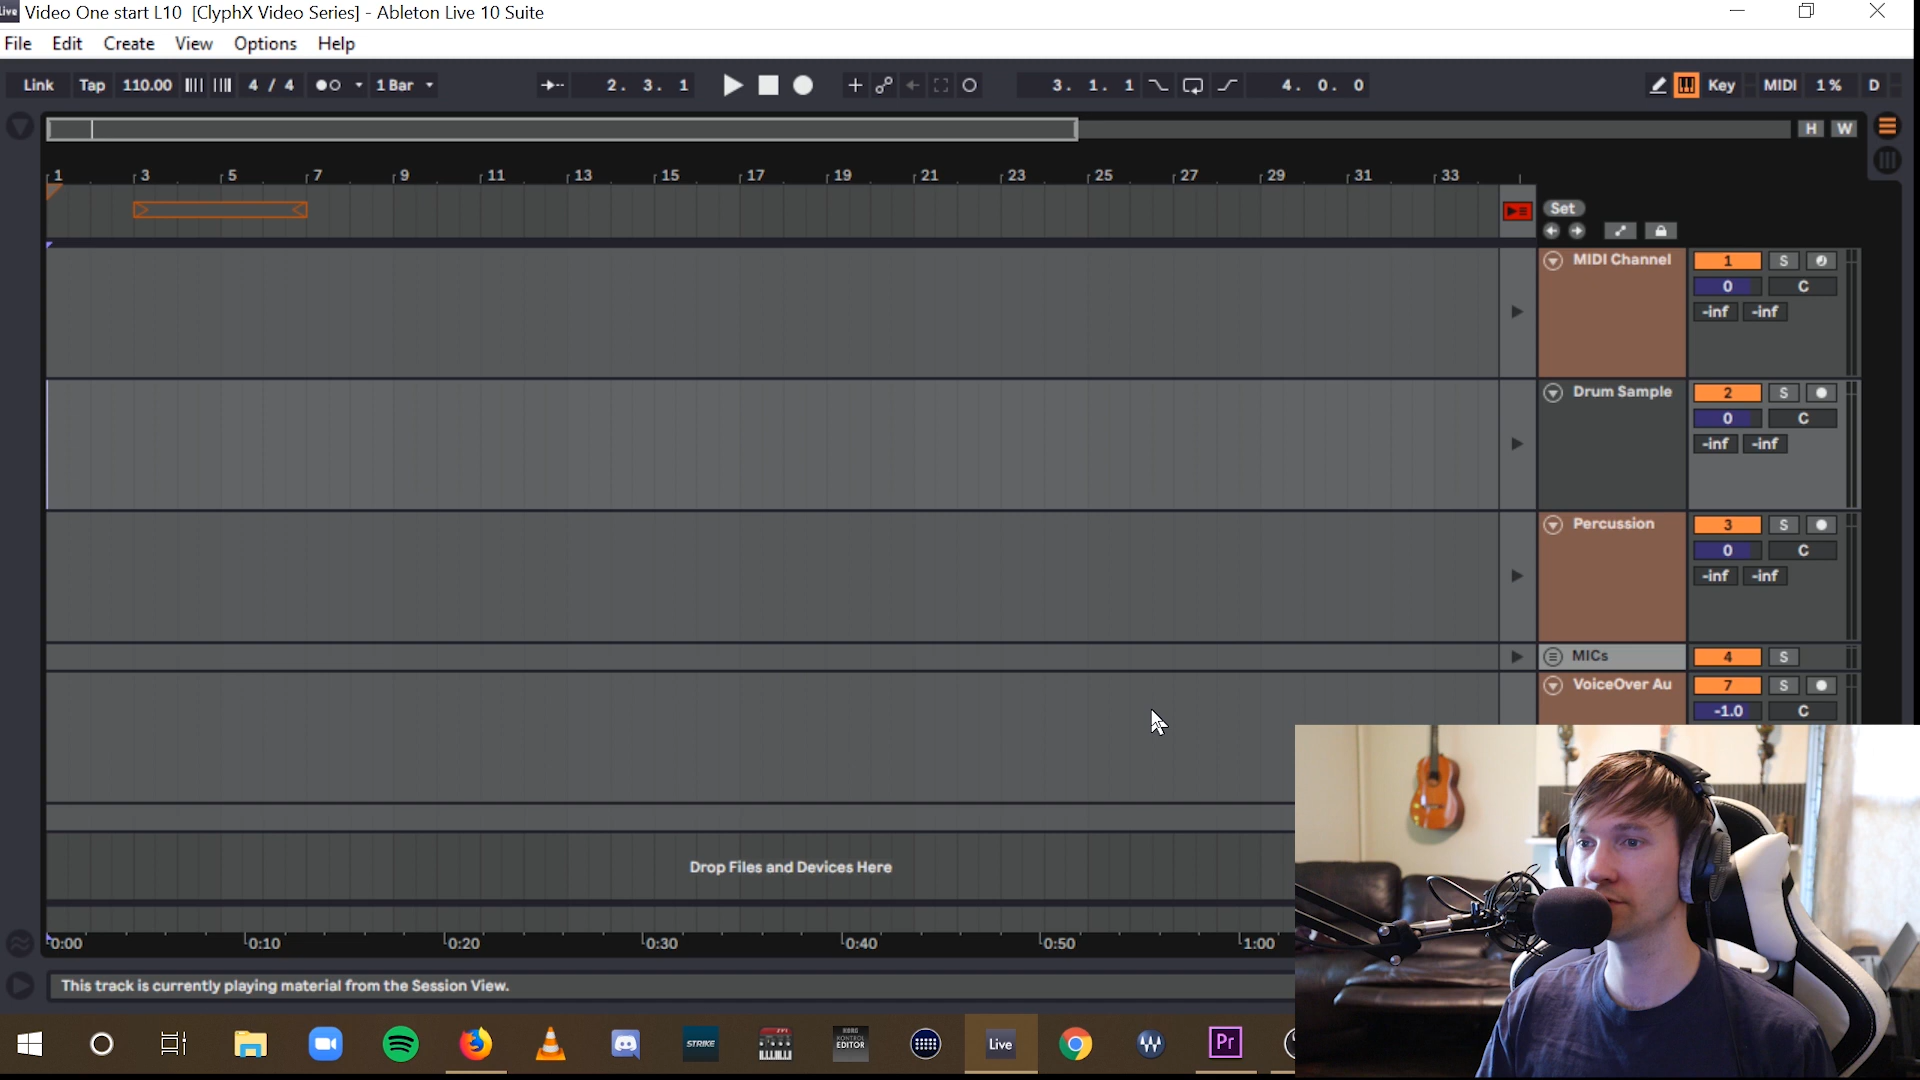 Live Video One start L10 [ClyphX Video Series] - Ableton Live 10 Suite
File Edit Create View Options Help
Link Tap 110.00 4 / 4 1 Bar 2. 3. 1 3. 1. 1 4. 0. 0 Key MIDI 1 % D
H W
1 3 5 7 9 11 13 15 17 19 21 23 25 27 29 31 33
Set
MIDI Channel 1 S
0 C
-inf -inf
Drum Sample 2 S
0 C
-inf -inf
Percussion 3 S
0 C
-inf -inf
MICs 4 S
VoiceOver Au 7 S
-1.0 C
Drop Files and Devices Here
0:00 0:10 0:20 0:30 0:40 0:50 1:00
This track is currently playing material from the Session View.
STRIKE KORG KONTROL EDITOR Live Pr